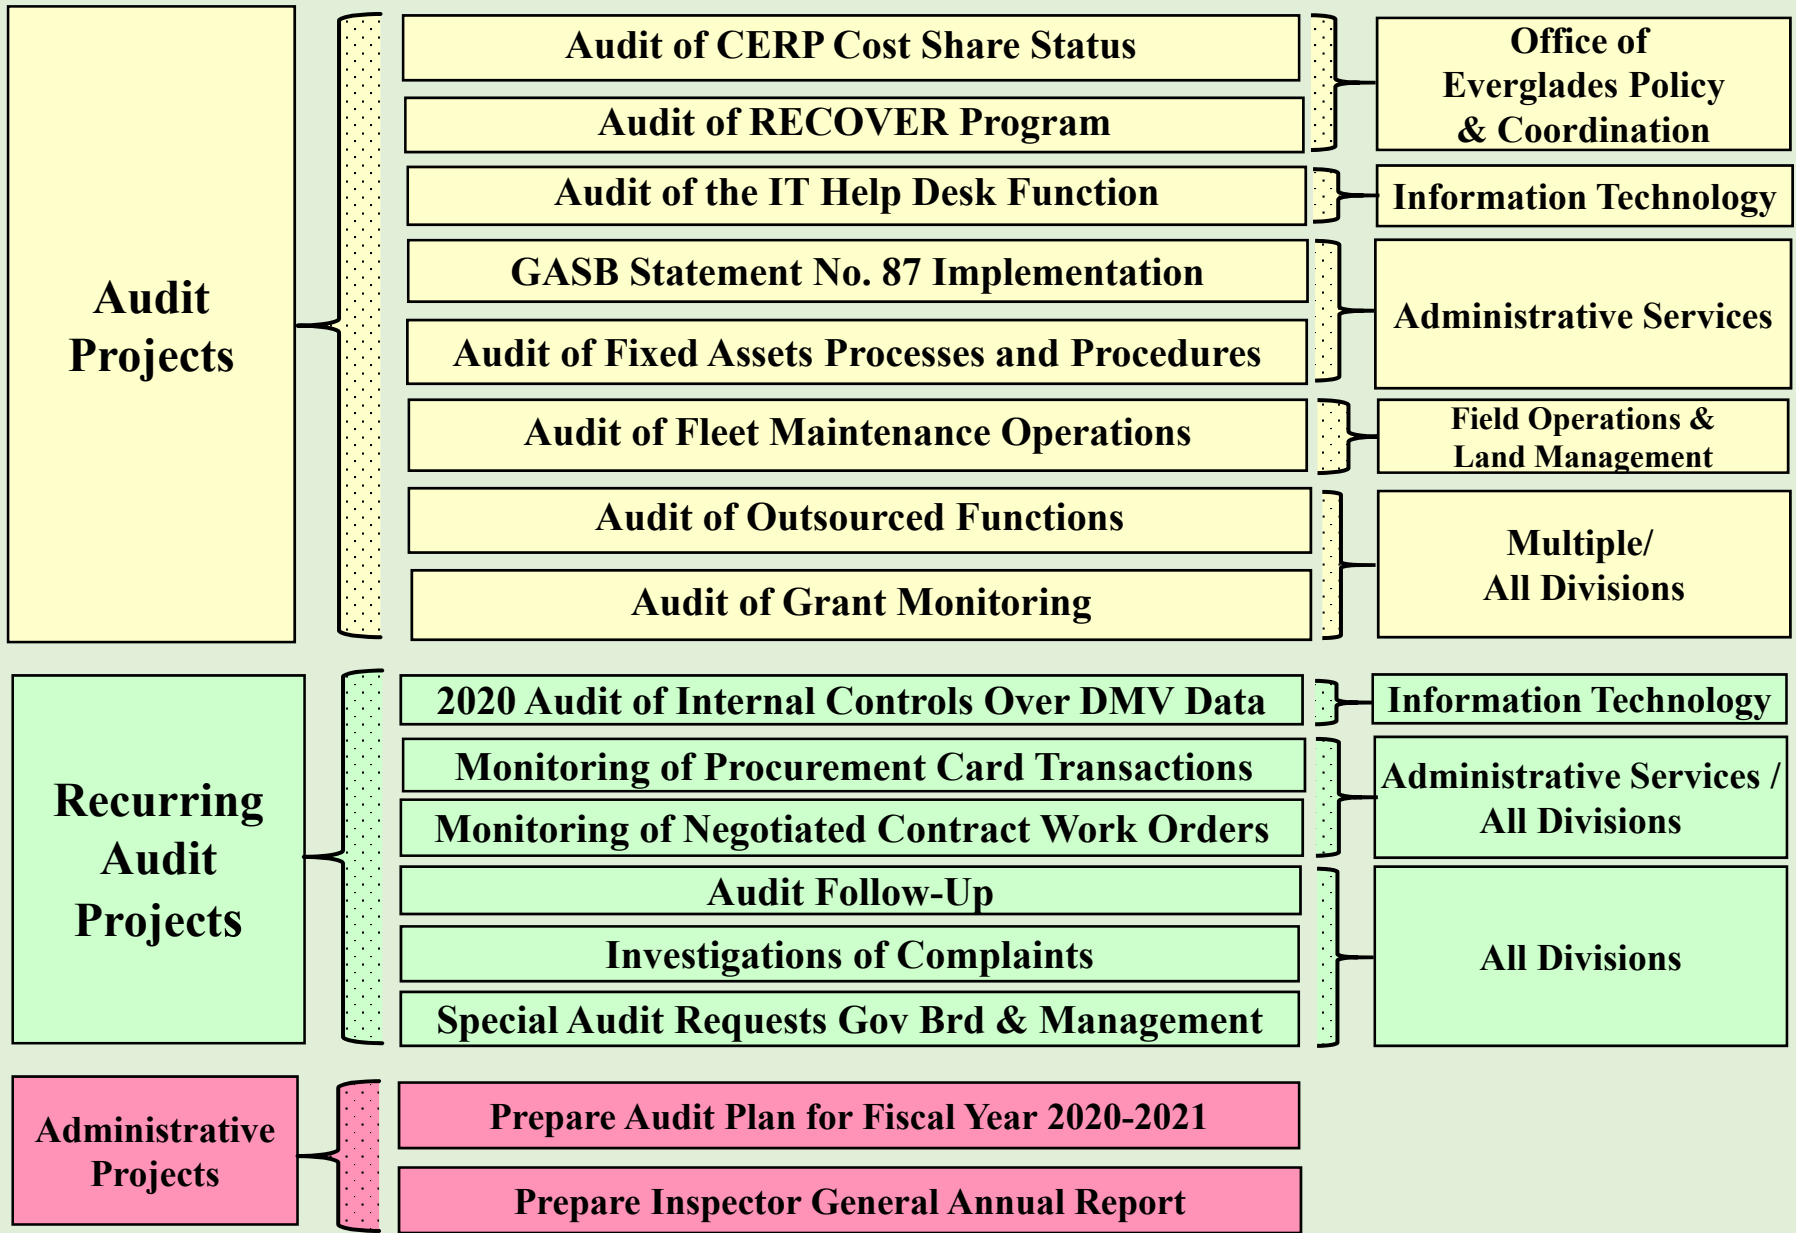 Audit
Projects
Audit of CERP Cost Share Status
Audit of RECOVER Program
Office of
Everglades Policy
& Coordination
Audit of the IT Help Desk Function
Information Technology
GASB Statement No. 87 Implementation
Audit of Fixed Assets Processes and Procedures
Administrative Services
Audit of Fleet Maintenance Operations
Field Operations &
Land Management
Audit of Outsourced Functions
Audit of Grant Monitoring
Multiple/
All Divisions
Recurring
Audit
Projects
2020 Audit of Internal Controls Over DMV Data
Information Technology
Monitoring of Procurement Card Transactions
Monitoring of Negotiated Contract Work Orders
Administrative Services /
All Divisions
Audit Follow-Up
Investigations of Complaints
Special Audit Requests Gov Brd & Management
All Divisions
Administrative
Projects
Prepare Audit Plan for Fiscal Year 2020-2021
Prepare Inspector General Annual Report